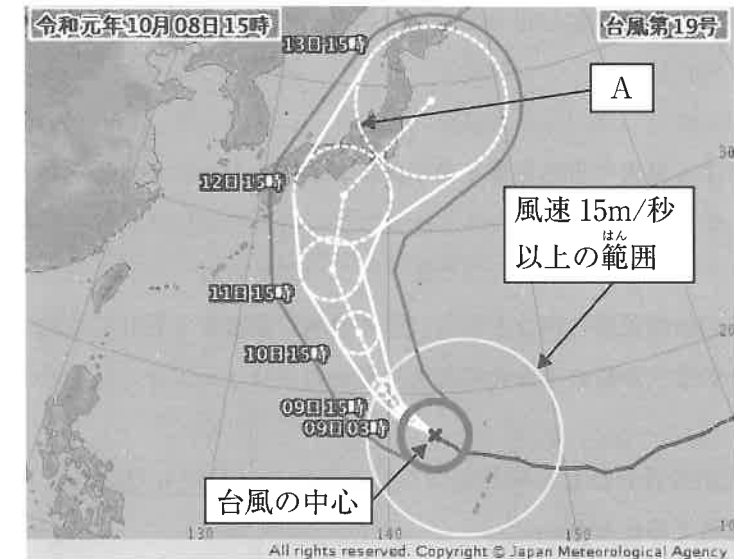 令和元年10月08日15時
台風第19号
13日15時
A
30
12日15時
風速 15m/秒
はん
以上の範囲
11日15時
20
10日15時
09日15時
09日03時
台風の中心
130
140
150
10
All rights reserved. Copyright © Japan Meteorological Agency